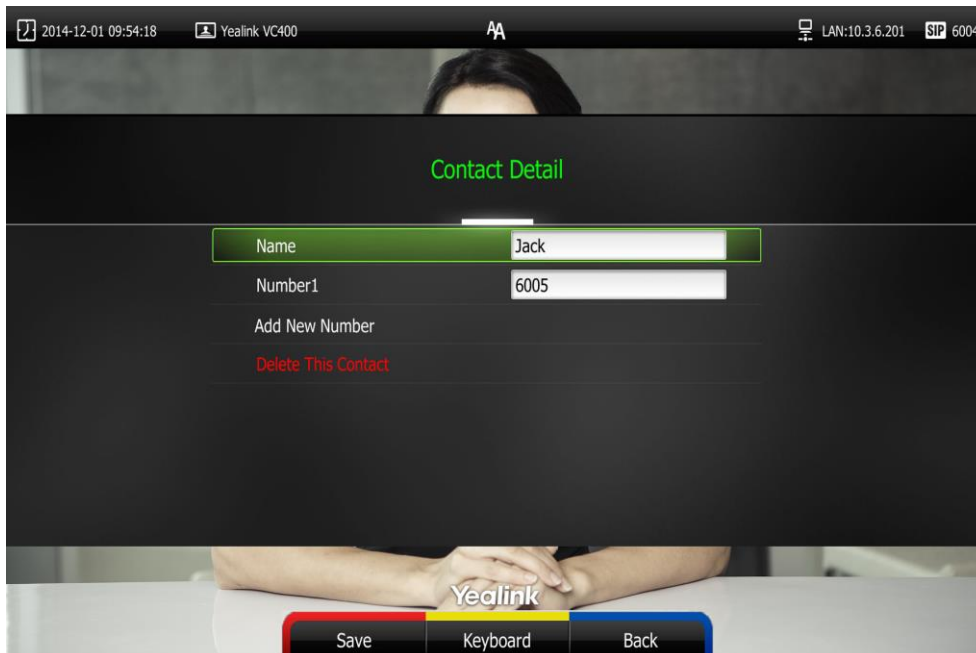 2014-12-01 09:54:18 Yealink VC400 AA LAN:10.3.6.201 SIP 6004
Contact Detail
Name Jack
Number1 6005
Add New Number
Delete This Contact
Yealink
Save Keyboard Back